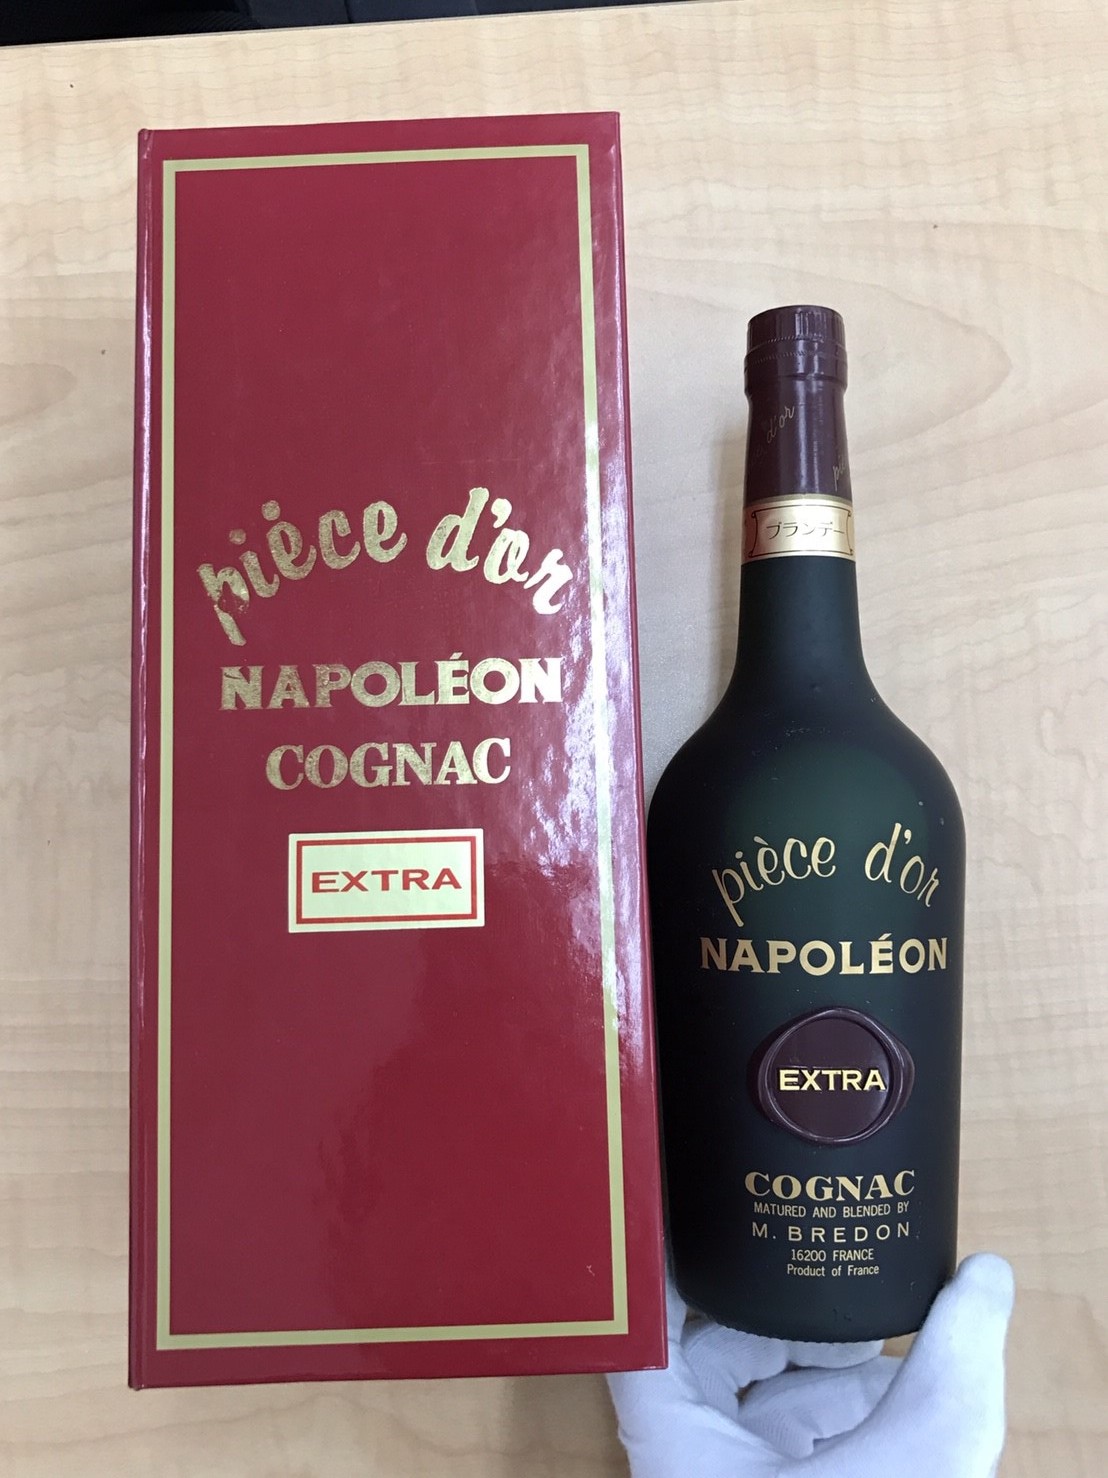 pièce d'or
NAPOLÉON
COGNAC
EXTRA
d'or
ブランデー
pièce d'or
NAPOLÉON
EXTRA
COGNAC
MATURED AND BLENDED BY
M. BREDON
16200 FRANCE
Product of France